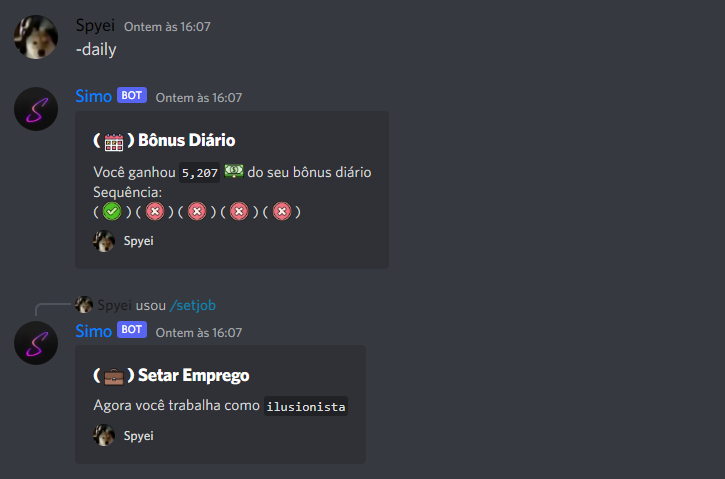 Spyei Ontem às 16:07
-daily
Simo BOT Ontem às 16:07
( 📅 ) Bônus Diário
Você ganhou 5,207 💵 do seu bônus diário
Sequência:
( ✅ ) ( ❌ ) ( ❌ ) ( ❌ ) ( ❌ )
Spyei
Spyei usou /setjob
Simo BOT Ontem às 16:07
( 💼 ) Setar Emprego
Agora você trabalha como ilusionista
Spyei